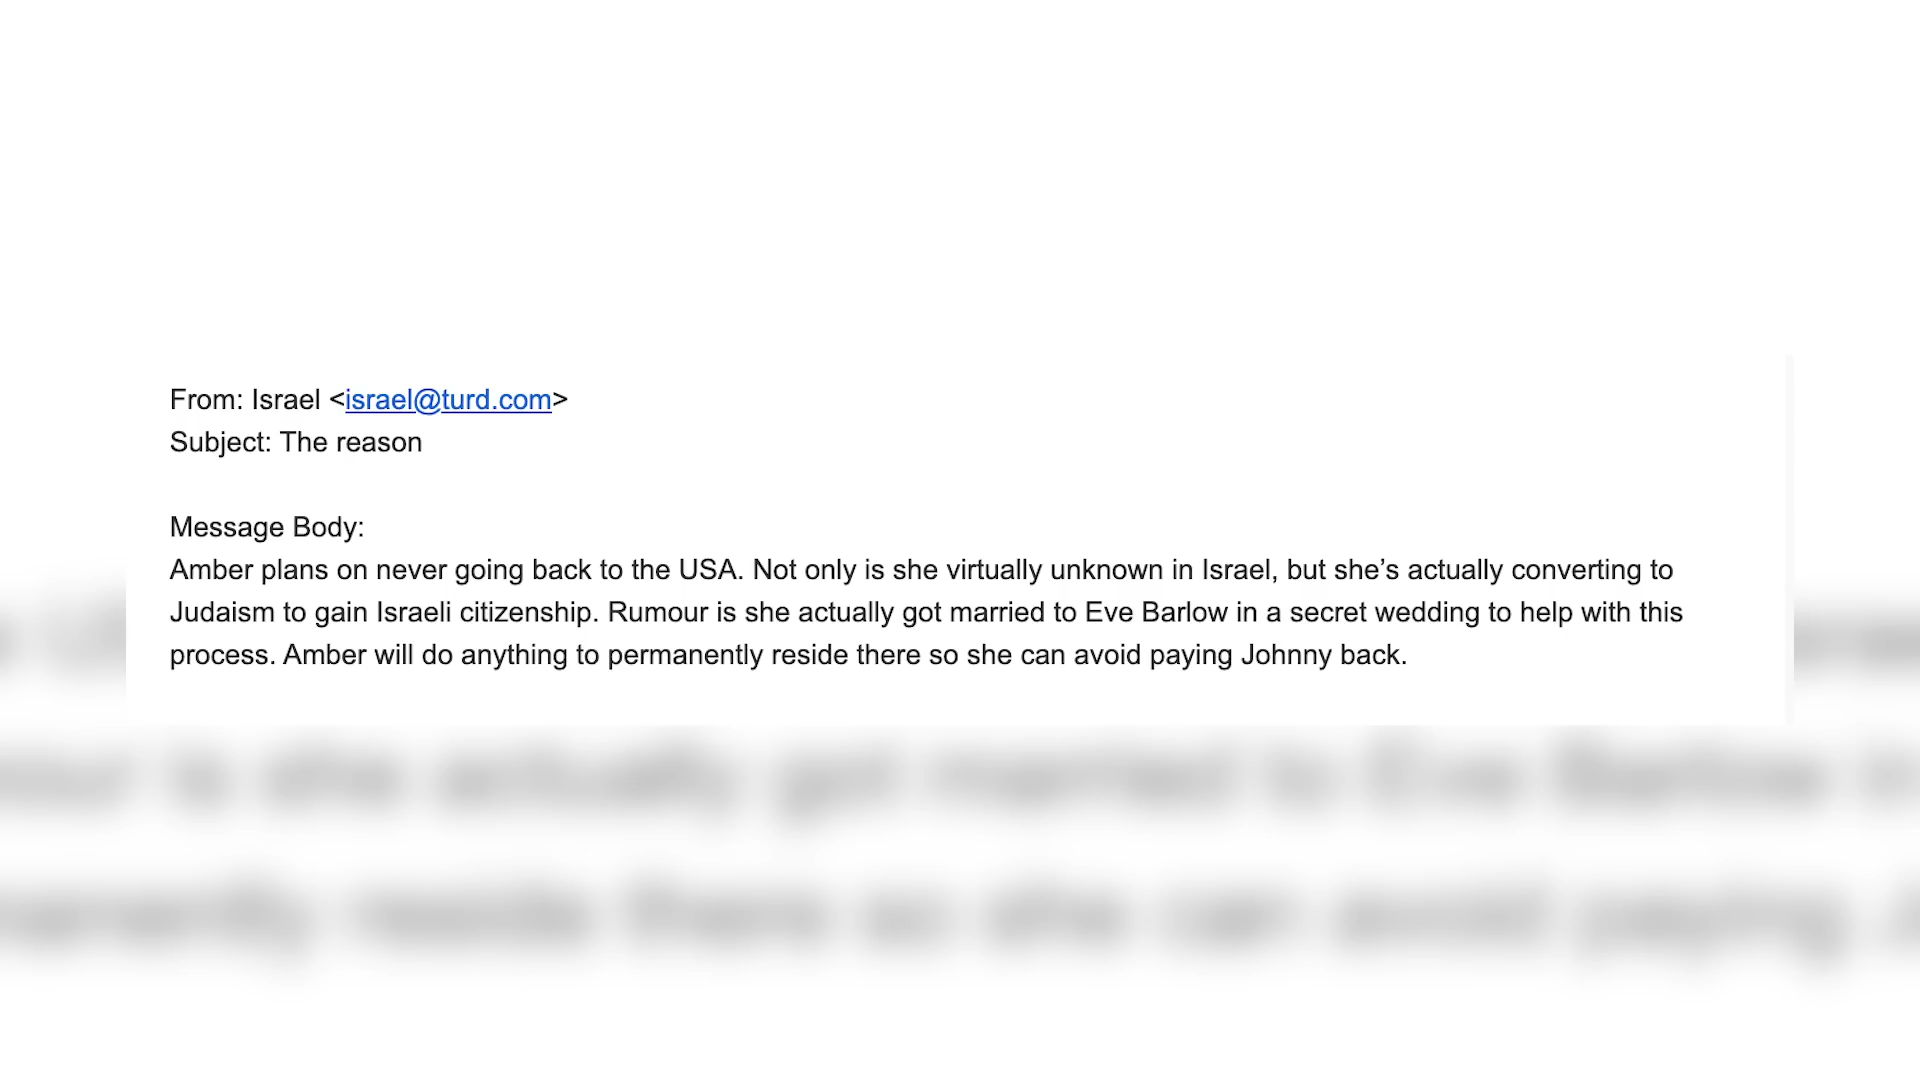 From: Israel <israel@turd.com>
Subject: The reason
Message Body:
Amber plans on never going back to the USA. Not only is she virtually unknown in Israel, but she’s actually converting to
Judaism to gain Israeli citizenship. Rumour is she actually got married to Eve Barlow in a secret wedding to help with this
process. Amber will do anything to permanently reside there so she can avoid paying Johnny back.